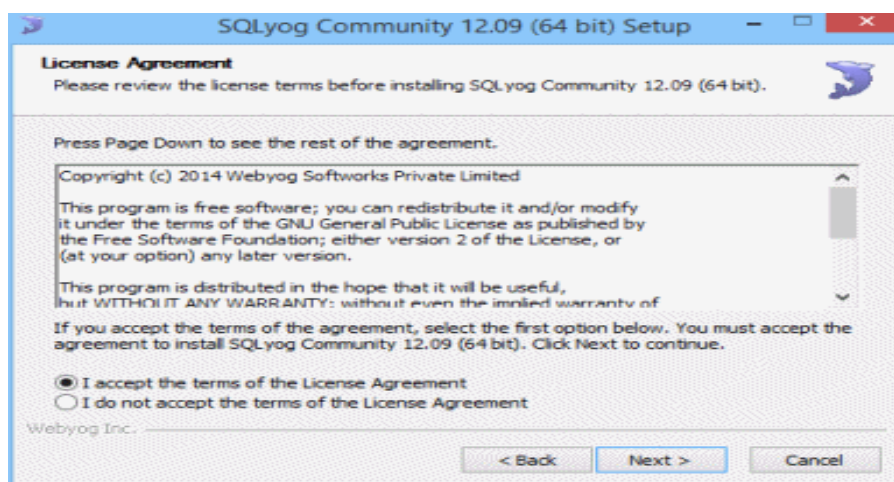 SQLyog Community 12.09 (64 bit) Setup
License Agreement
Please review the license terms before installing SQLyog Community 12.09 (64 bit).
Press Page Down to see the rest of the agreement.
Copyright (c) 2014 Webyog Softworks Private Limited
This program is free software; you can redistribute it and/or modify
it under the terms of the GNU General Public License as published by
the Free Software Foundation; either version 2 of the License, or
(at your option) any later version.
This program is distributed in the hope that it will be useful,
but WITHOUT ANY WARRANTY; without even the implied warranty of
If you accept the terms of the agreement, select the first option below. You must accept the
agreement to install SQLyog Community 12.09 (64 bit). Click Next to continue.
I accept the terms of the License Agreement
I do not accept the terms of the License Agreement
Webyog Inc.
< Back Next > Cancel